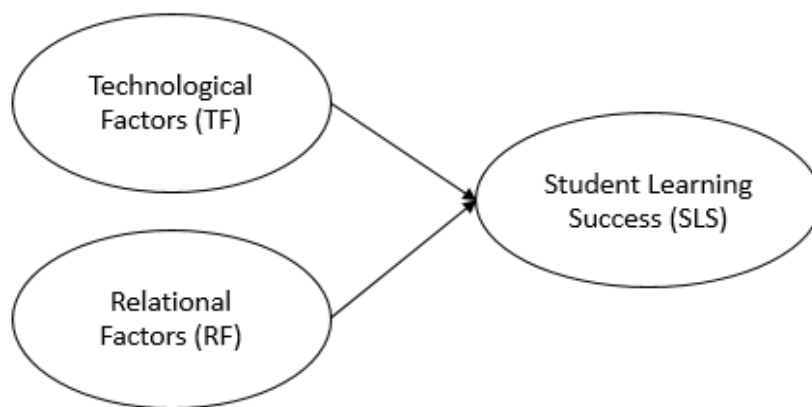 Technological
Factors (TF)
Student Learning
Success (SLS)
Relational
Factors (RF)